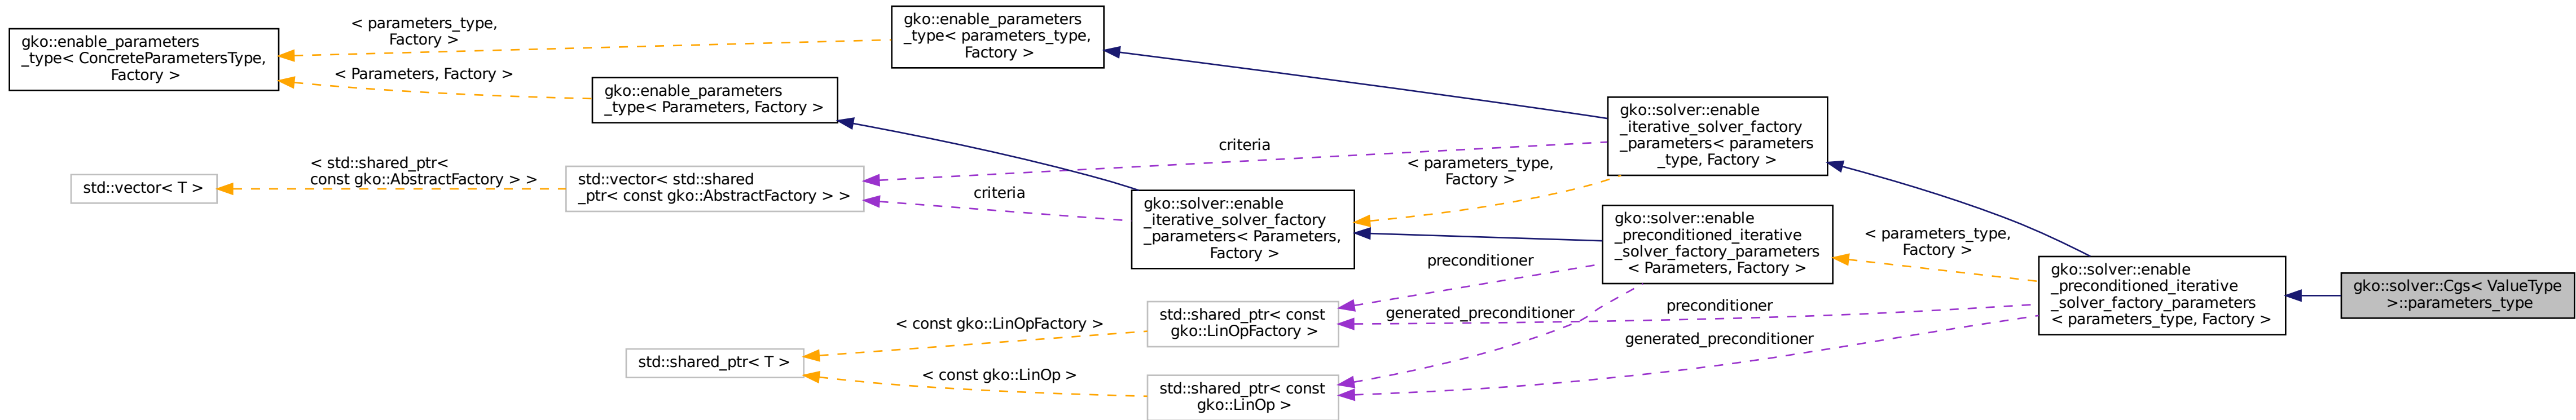 gko::enable_parameters
_type< ConcreteParametersType,
Factory >
< parameters_type,
Factory >
< Parameters, Factory >
gko::enable_parameters
_type< parameters_type,
Factory >
gko::enable_parameters
_type< Parameters, Factory >
std::vector< T >
< std::shared_ptr<
const gko::AbstractFactory > >
std::vector< std::shared
_ptr< const gko::AbstractFactory > >
criteria
criteria
gko::solver::enable
_iterative_solver_factory
_parameters< parameters
_type, Factory >
< parameters_type,
Factory >
gko::solver::enable
_iterative_solver_factory
_parameters< Parameters,
Factory >
gko::solver::enable
_preconditioned_iterative
_solver_factory_parameters
< Parameters, Factory >
< parameters_type,
Factory >
gko::solver::enable
_preconditioned_iterative
_solver_factory_parameters
< parameters_type, Factory >
gko::solver::Cgs< ValueType
>::parameters_type
preconditioner
preconditioner
generated_preconditioner
generated_preconditioner
std::shared_ptr< const
gko::LinOpFactory >
< const gko::LinOpFactory >
std::shared_ptr< T >
< const gko::LinOp >
std::shared_ptr< const
gko::LinOp >